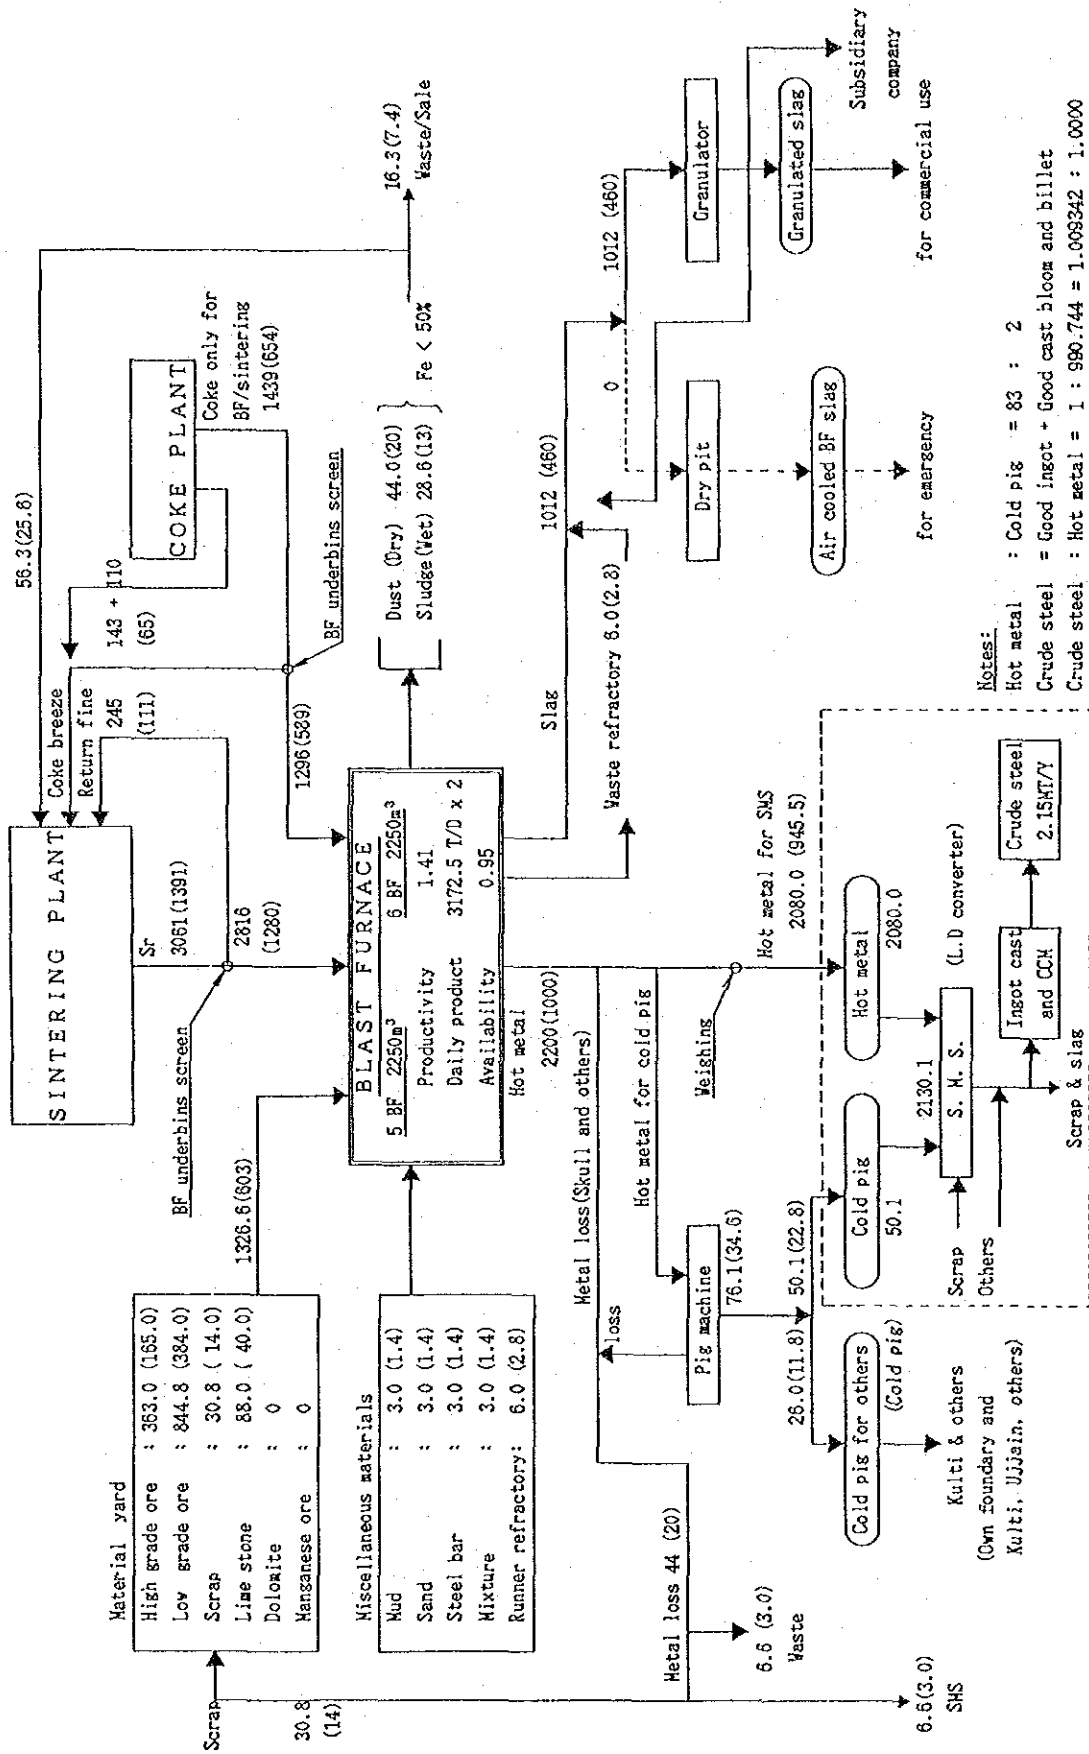 Material yard
High grade ore : 363.0 (165.0)
Low grade ore : 844.8 (384.0)
Scrap : 30.8 ( 14.0)
Lime stone : 88.0 ( 40.0)
Dolomite : 0
Manganese ore : 0
Scrap
30.8
(14)
1326.6(603)
Miscellaneous materials
Mud : 3.0 (1.4)
Sand : 3.0 (1.4)
Steel bar : 3.0 (1.4)
Mixture : 3.0 (1.4)
Runner refractory: 6.0 (2.8)
SINTERING PLANT
Sr
3061(1391)
BF underbins screen
2816
(1280)
Coke breeze
Return fine
245
(111)
143 + 110
(65)
56.3(25.6)
COKE PLANT
Coke only for
BF/sintering
1439(654)
BF underbins screen
1296(589)
16.3(7.4)
Waste/Sale
BLAST FURNACE
5 BF 2250m³ 6 BF 2250m³
Productivity 1.41
Daily product 3172.5 T/D x 2
Availability 0.95
Dust (Dry) 44.0(20)
Sludge(Wet) 28.6(13)
Fe < 50%
Hot metal
2200(1000)
Slag
1012 (460)
0
1012 (460)
Waste refractory 6.0(2.8)
Dry pit
Granulator
Air cooled BF slag
Granulated slag
for emergency
for commercial use
Subsidiary
company
Metal loss(Skull and others)
Hot metal for cold pig
Weighing
Hot metal for SMS
2080.0 (945.5)
loss
Pig machine
76.1(34.6)
26.0(11.8)
50.1(22.8)
Metal loss 44 (20)
6.6 (3.0)
Waste
6.6(3.0)
SMS
Cold pig for others
(Cold pig)
Kulti & others
(Own foundary and
Kulti, Ujjain, others)
Cold pig
50.1
Hot metal
2080.0
2130.1
Scrap
S. M. S.
(L.D converter)
Others
Ingot cast
and CCM
Crude steel
2.15MT/Y
Scrap & slag
Notes:
Hot metal : Cold pig = 83 : 2
Crude steel = Good ingot + Good cast bloom and billet
Crude steel : Hot metal = 1 : 990.744 = 1.009342 : 1.0000